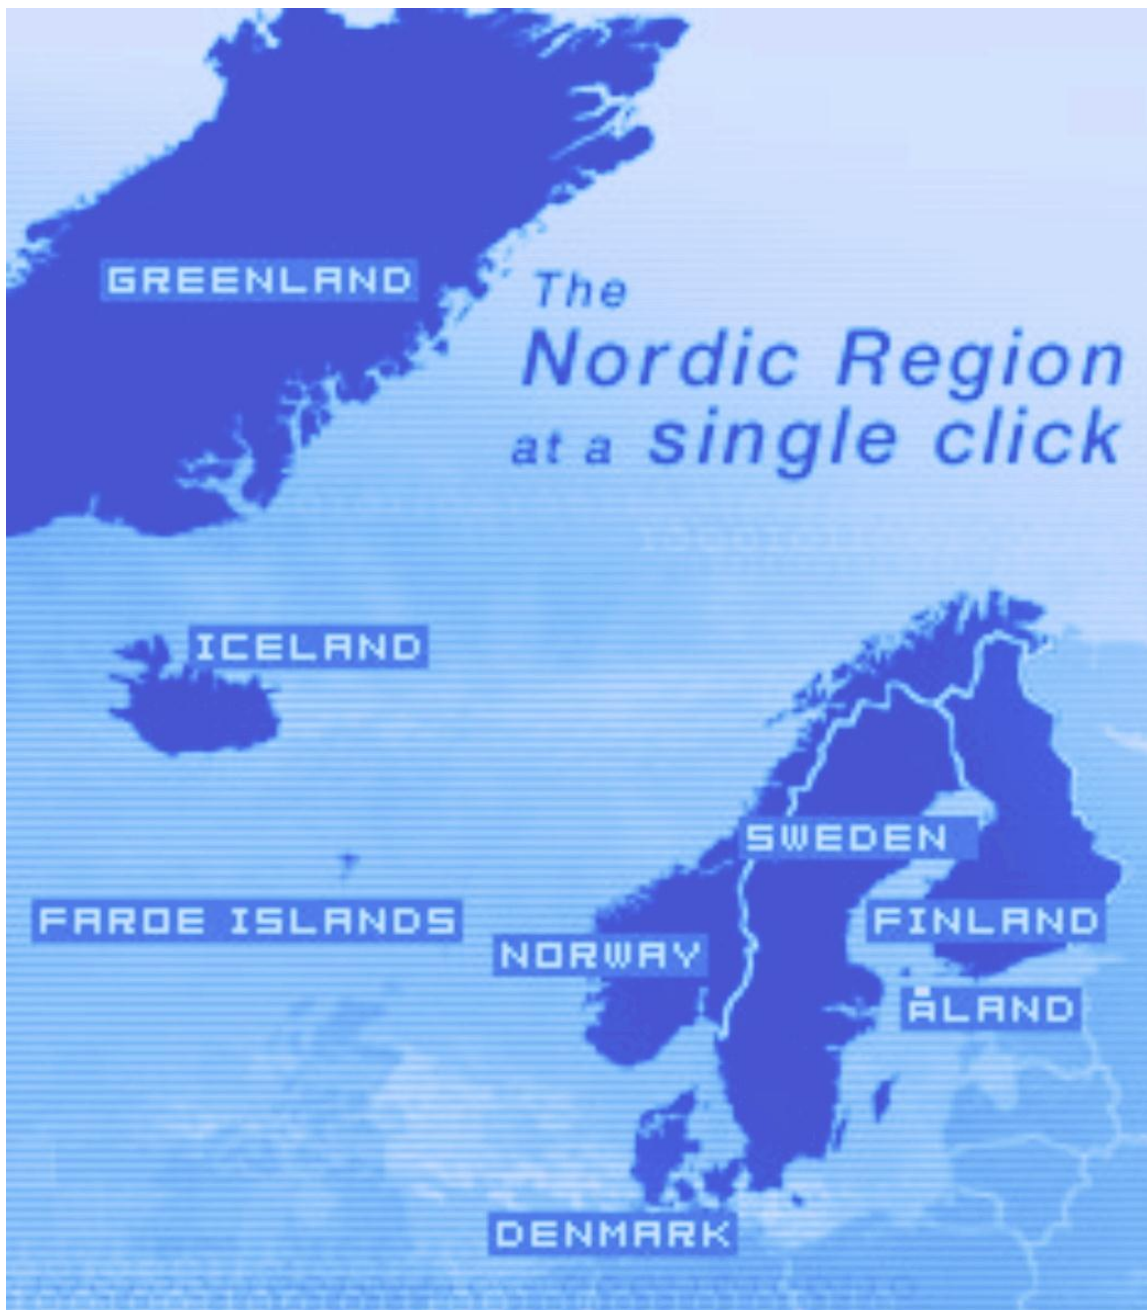 GREENLAND
The
Nordic Region
at a single click
ICELAND
SWEDEN
FAROE ISLANDS
FINLAND
NORWAY
ÅLAND
DENMARK